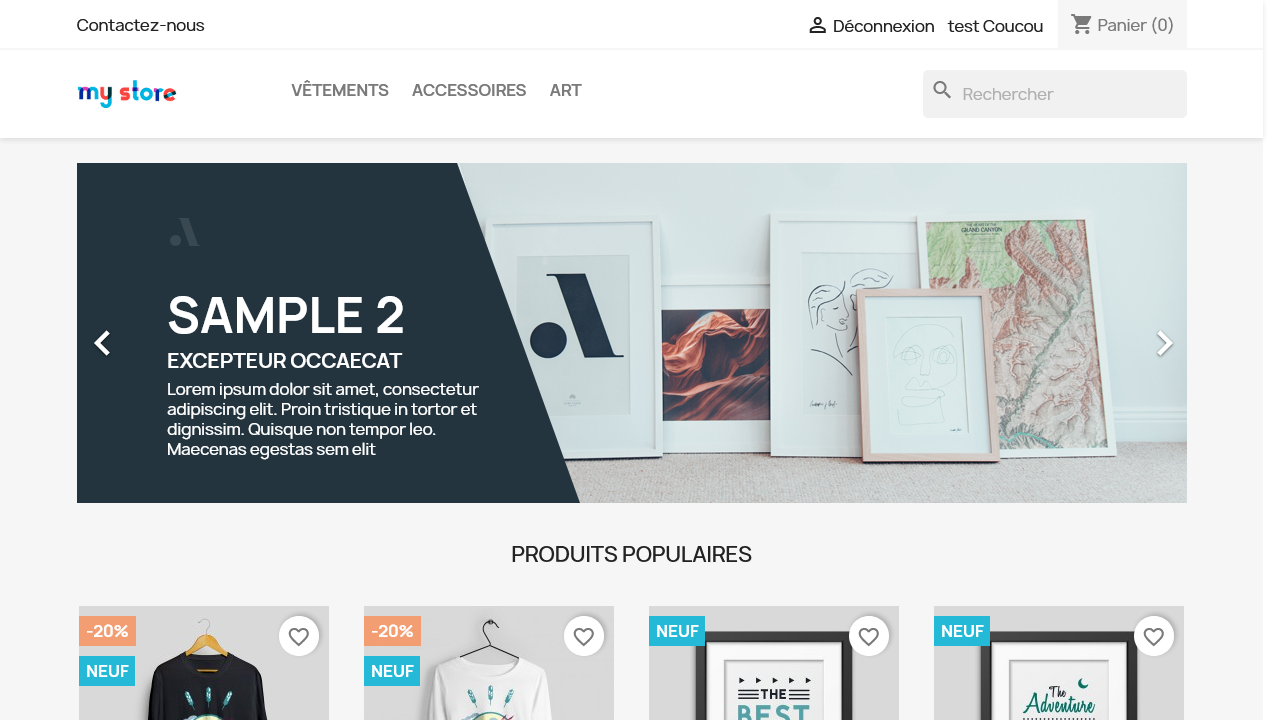 Contactez-nous
Déconnexion test Coucou Panier (0)
my store
VÊTEMENTS ACCESSOIRES ART
Rechercher
SAMPLE 2
EXCEPTEUR OCCAECAT
Lorem ipsum dolor sit amet, consectetur
adipiscing elit. Proin tristique in tortor et
dignissim. Quisque non tempor leo.
Maecenas egestas sem elit
GRAND CANYON
PRODUITS POPULAIRES
-20%
NEUF
-20%
NEUF
NEUF
THE
BEST
NEUF
The
Adventure